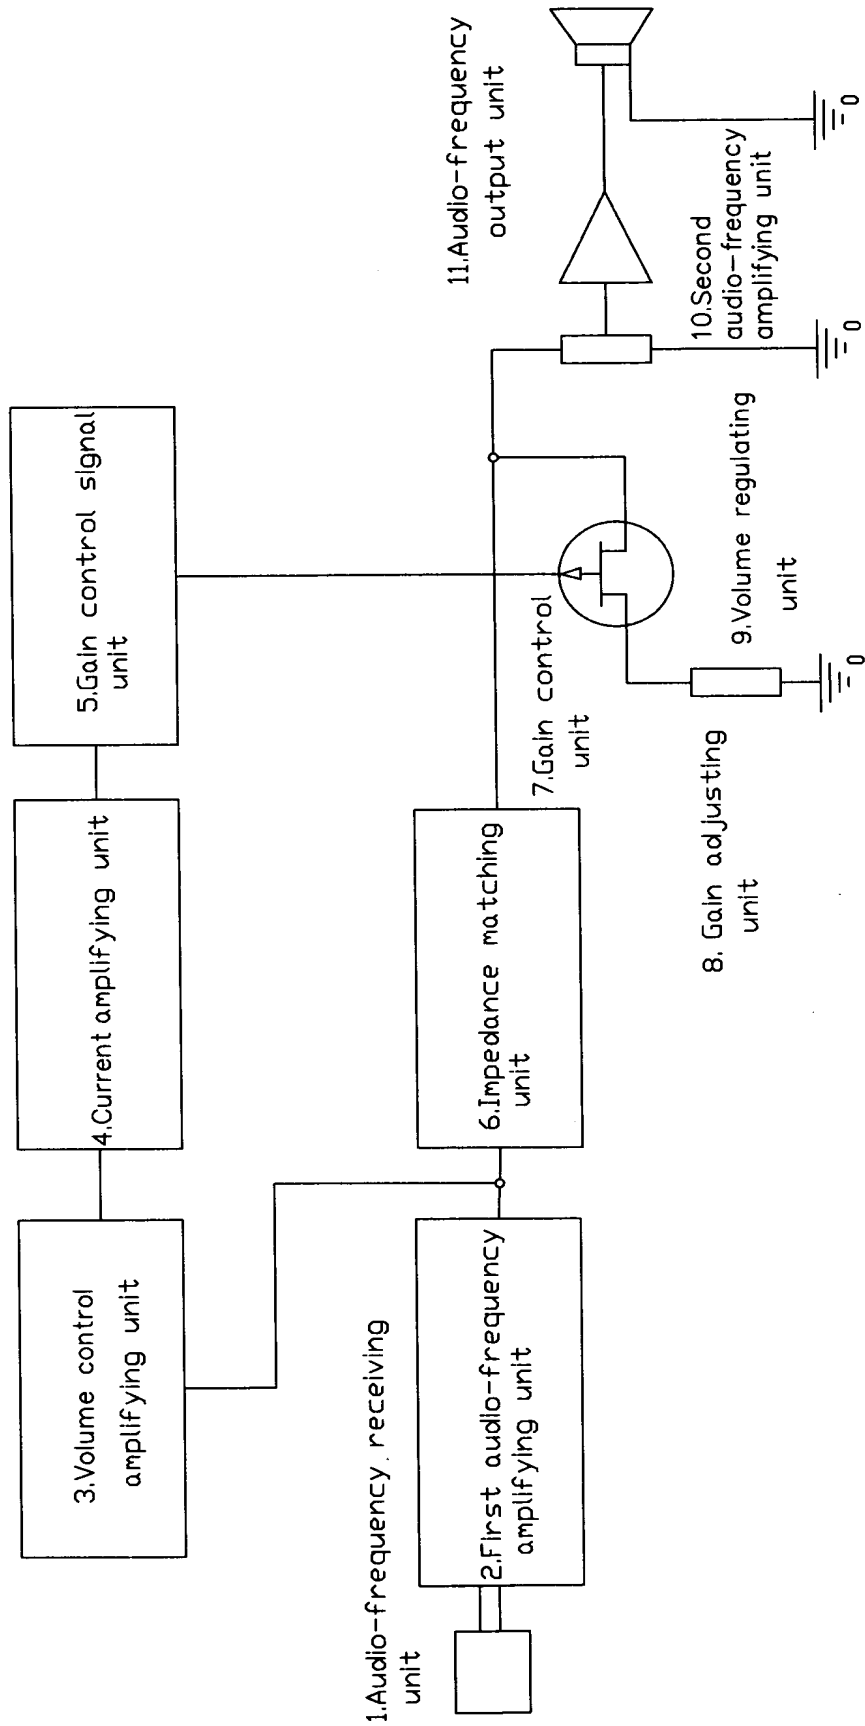 1.Audio-frequency receiving
unit
2.First audio-frequency
amplifying unit
3.Volume control
amplifying unit
4.Current amplifying unit
5.Gain control signal
unit
6.Impedance matching
unit
7.Gain control
unit
8. Gain adjusting
unit
9.Volume regulating
unit
10.Second
audio-frequency
amplifying unit
11.Audio-frequency
output unit
0
0
0